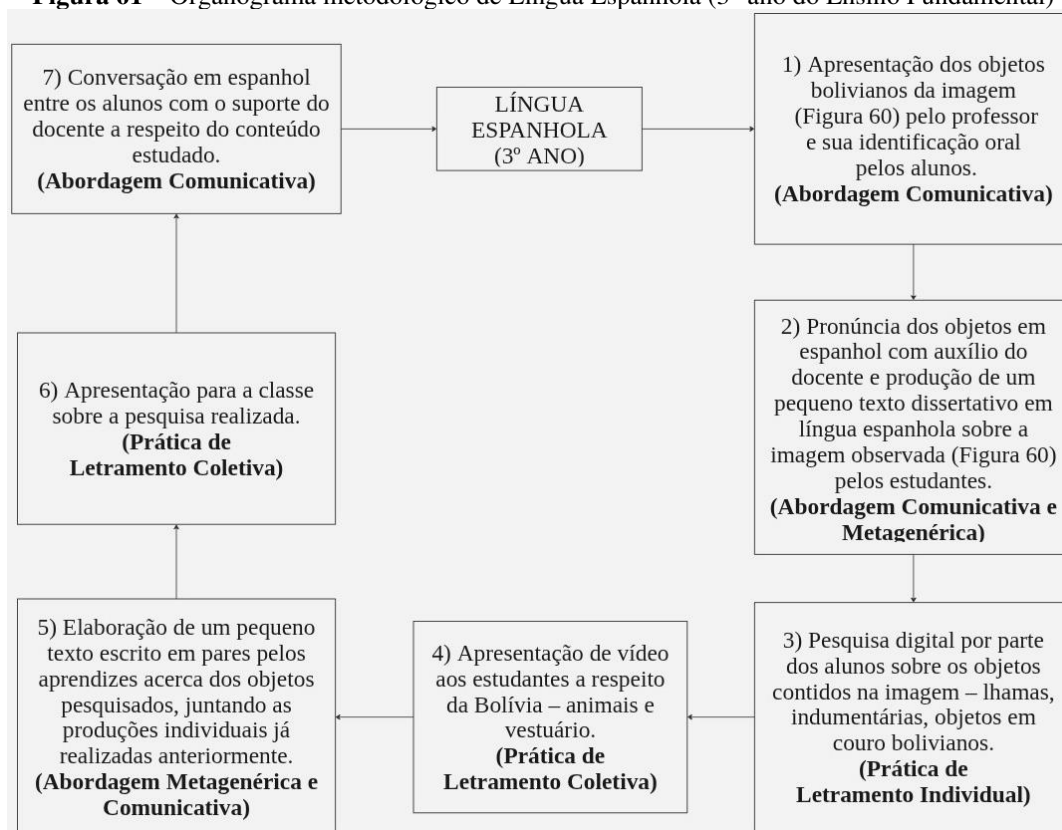 Figura 61 – Organograma metodológico de Língua Espanhola (3º ano do Ensino Fundamental)
LÍNGUA
ESPANHOLA
(3º ANO)
1) Apresentação dos objetos
bolivianos da imagem
(Figura 60) pelo professor
e sua identificação oral
pelos alunos.
(Abordagem Comunicativa)
2) Pronúncia dos objetos em
espanhol com auxílio do
docente e produção de um
pequeno texto dissertativo em
língua espanhola sobre a
imagem observada (Figura 60)
pelos estudantes.
(Abordagem Comunicativa e
Metagenérica)
3) Pesquisa digital por parte
dos alunos sobre os objetos
contidos na imagem – lhamas,
indumentárias, objetos em
couro bolivianos.
(Prática de
Letramento Individual)
4) Apresentação de vídeo
aos estudantes a respeito
da Bolívia – animais e
vestuário.
(Prática de
Letramento Coletiva)
5) Elaboração de um pequeno
texto escrito em pares pelos
aprendizes acerca dos objetos
pesquisados, juntando as
produções individuais já
realizadas anteriormente.
(Abordagem Metagenérica e
Comunicativa)
6) Apresentação para a classe
sobre a pesquisa realizada.
(Prática de
Letramento Coletiva)
7) Conversação em espanhol
entre os alunos com o suporte do
docente a respeito do conteúdo
estudado.
(Abordagem Comunicativa)